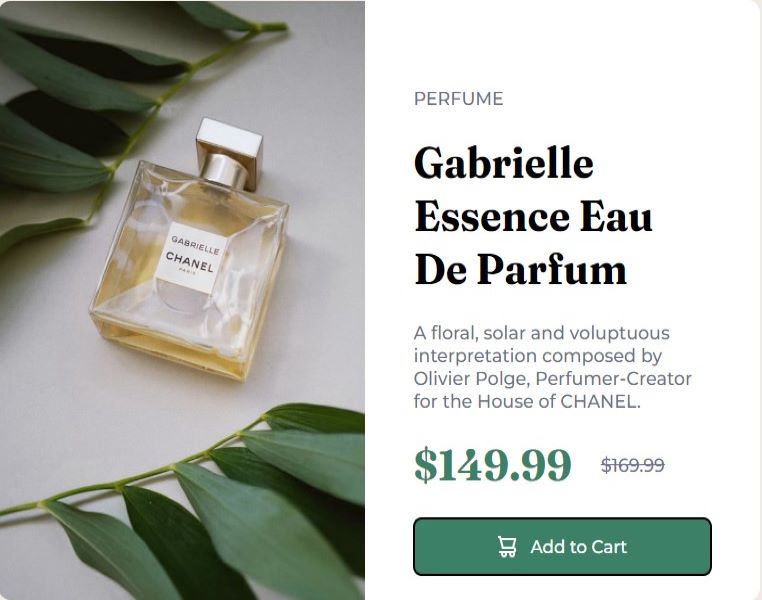 GABRIELLE
CHANEL
PARIS
PERFUME
Gabrielle
Essence Eau
De Parfum
A floral, solar and voluptuous
interpretation composed by
Olivier Polge, Perfumer-Creator
for the House of CHANEL.
$149.99 $169.99
Add to Cart